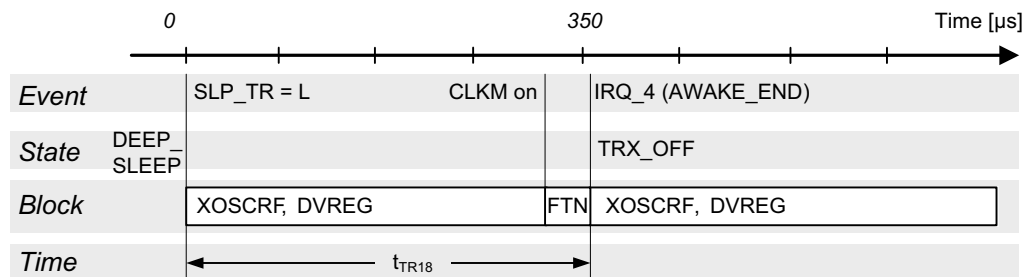 0 350 Time [µs]
Event SLP_TR = L CLKM on IRQ_4 (AWAKE_END)
State DEEP_ TRX_OFF
SLEEP
Block XOSCRF, DVREG FTN XOSCRF, DVREG
Time tTR18